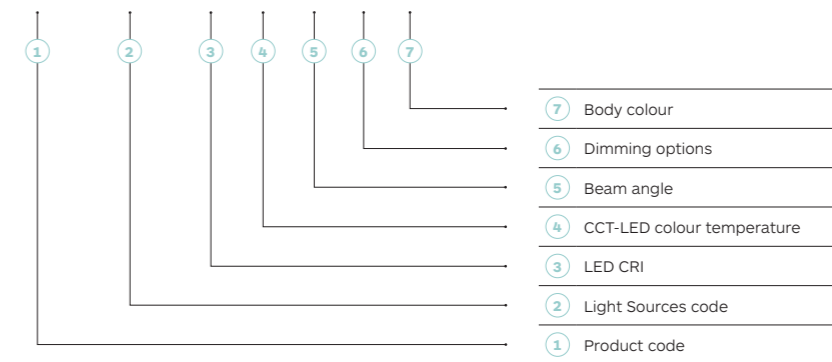 1 2 3 4 5 6 7
7 Body colour
6 Dimming options
5 Beam angle
4 CCT-LED colour temperature
3 LED CRI
2 Light Sources code
1 Product code